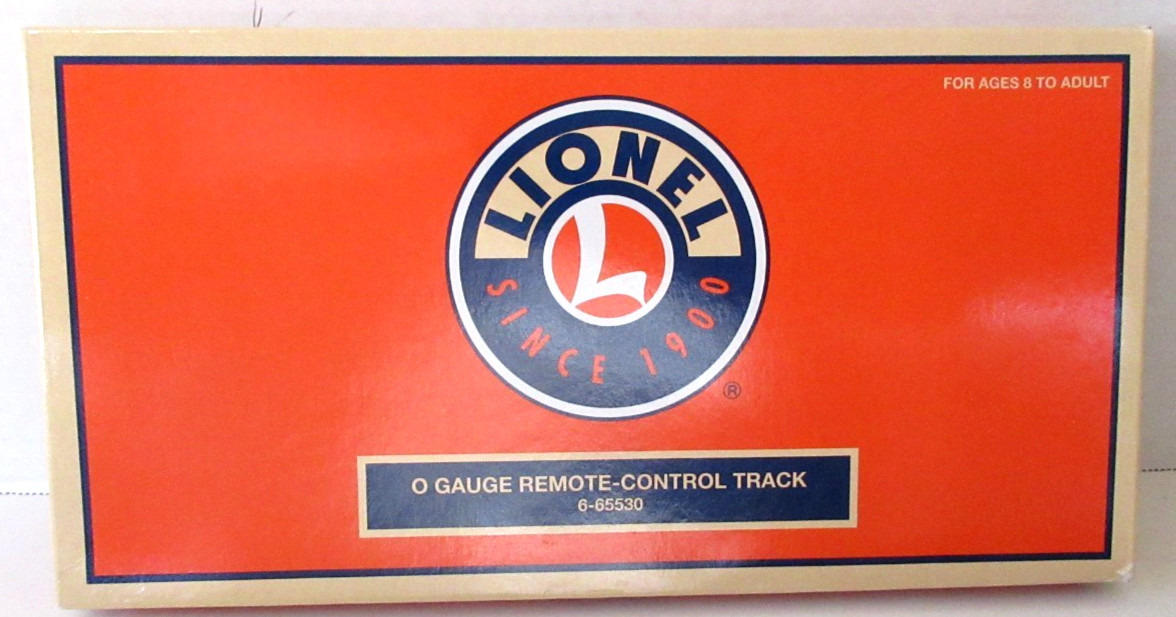 FOR AGES 8 TO ADULT
LIONEL
L
SINCE 1900
®
O GAUGE REMOTE-CONTROL TRACK
6-65530